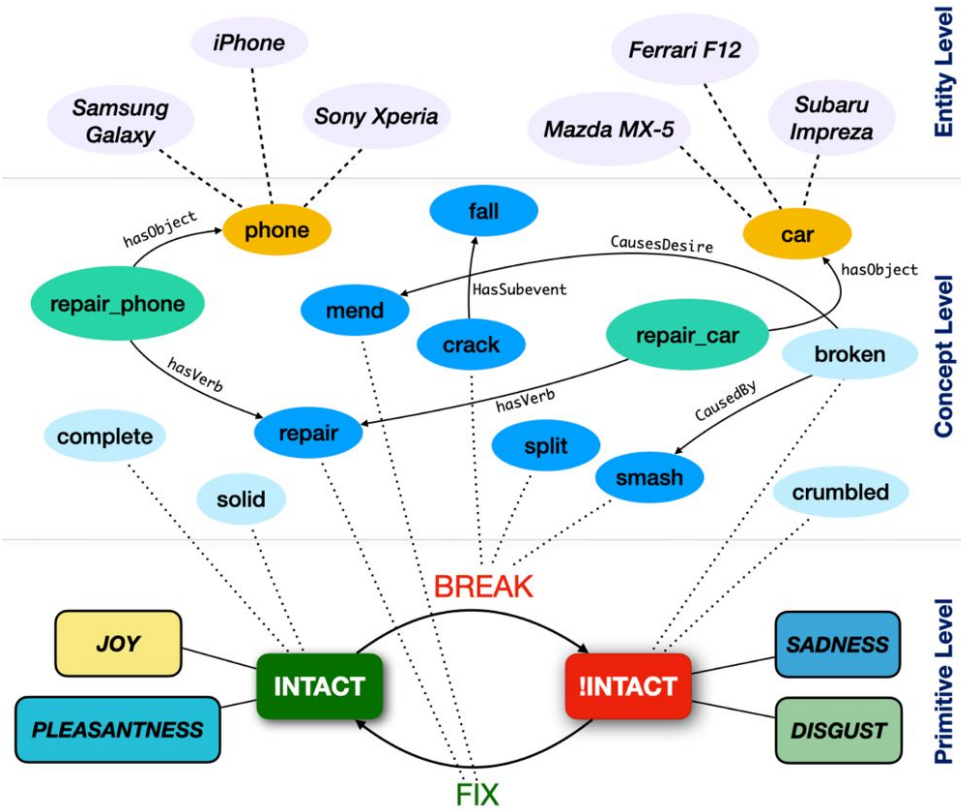 iPhone
Ferrari F12
Samsung
Galaxy
Sony Xperia
Mazda MX-5
Subaru
Impreza
Entity Level
hasObject
phone
fall
CausesDesire
car
hasObject
repair_phone
mend
HasSubevent
crack
repair_car
broken
hasVerb
hasVerb
CausedBy
complete
repair
split
smash
solid
crumbled
Concept Level
BREAK
JOY
INTACT
!INTACT
SADNESS
PLEASANTNESS
DISGUST
FIX
Primitive Level